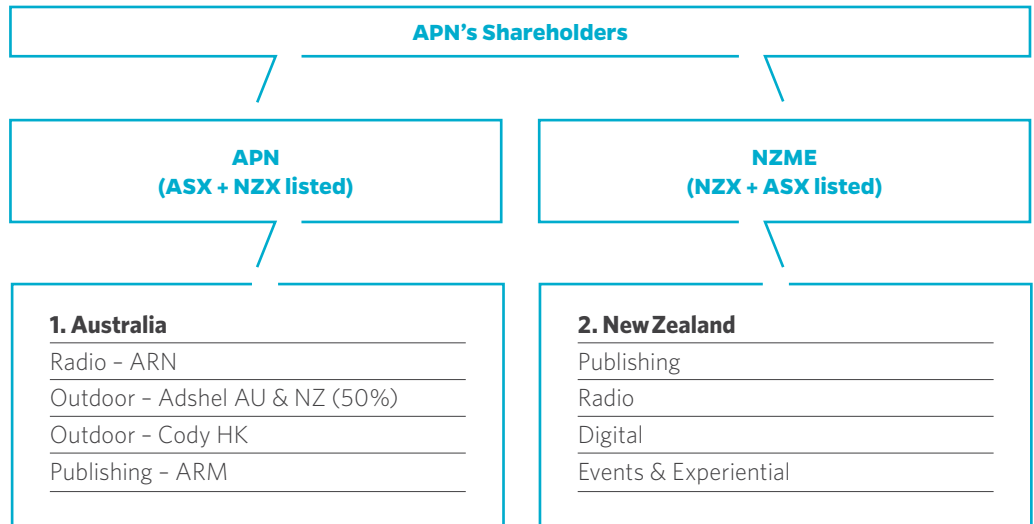 APN's Shareholders
APN
(ASX + NZX listed)
NZME
(NZX + ASX listed)
1. Australia
Radio – ARN
Outdoor – Adshel AU & NZ (50%)
Outdoor – Cody HK
Publishing – ARM
2. New Zealand
Publishing
Radio
Digital
Events & Experiential